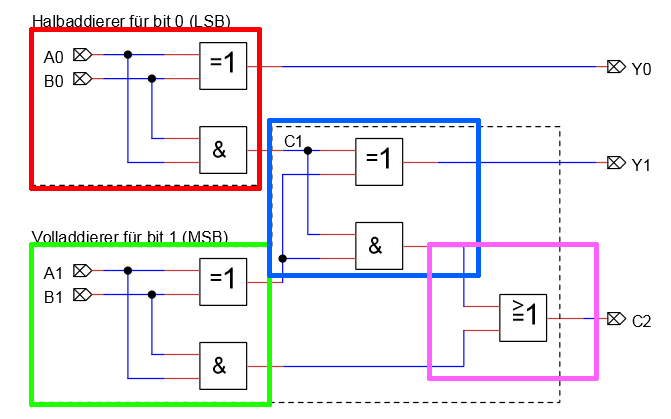 Halbaddierer für bit 0 (LSB)
A0
=1
Y0
B0
&
C1
=1
Y1
Volladdierer für bit 1 (MSB)
&
A1
=1
B1
≥1
C2
&